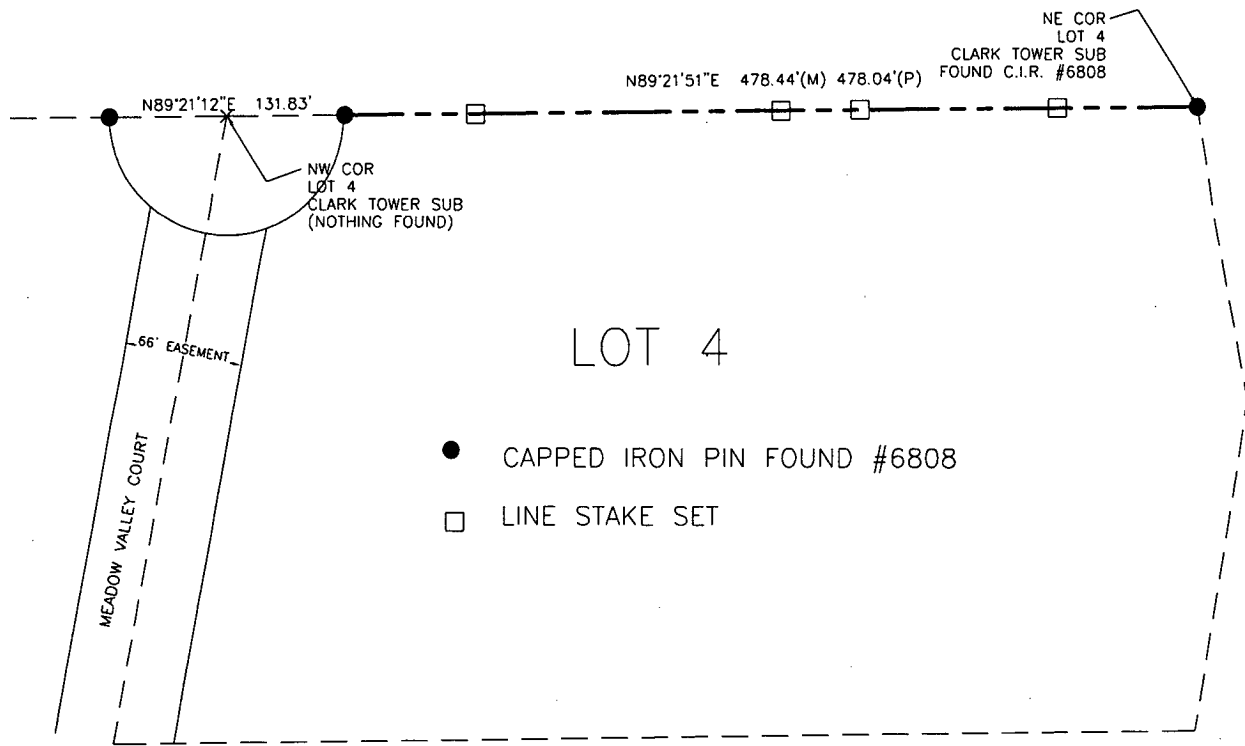 NE COR
LOT 4
CLARK TOWER SUB
FOUND C.I.R. #6808
N89°21'51"E 478.44'(M) 478.04'(P)
N89°21'12"E 131.83'
NW COR
LOT 4
CLARK TOWER SUB
(NOTHING FOUND)
66' EASEMENT
LOT 4
MEADOW VALLEY COURT
CAPPED IRON PIN FOUND #6808
LINE STAKE SET